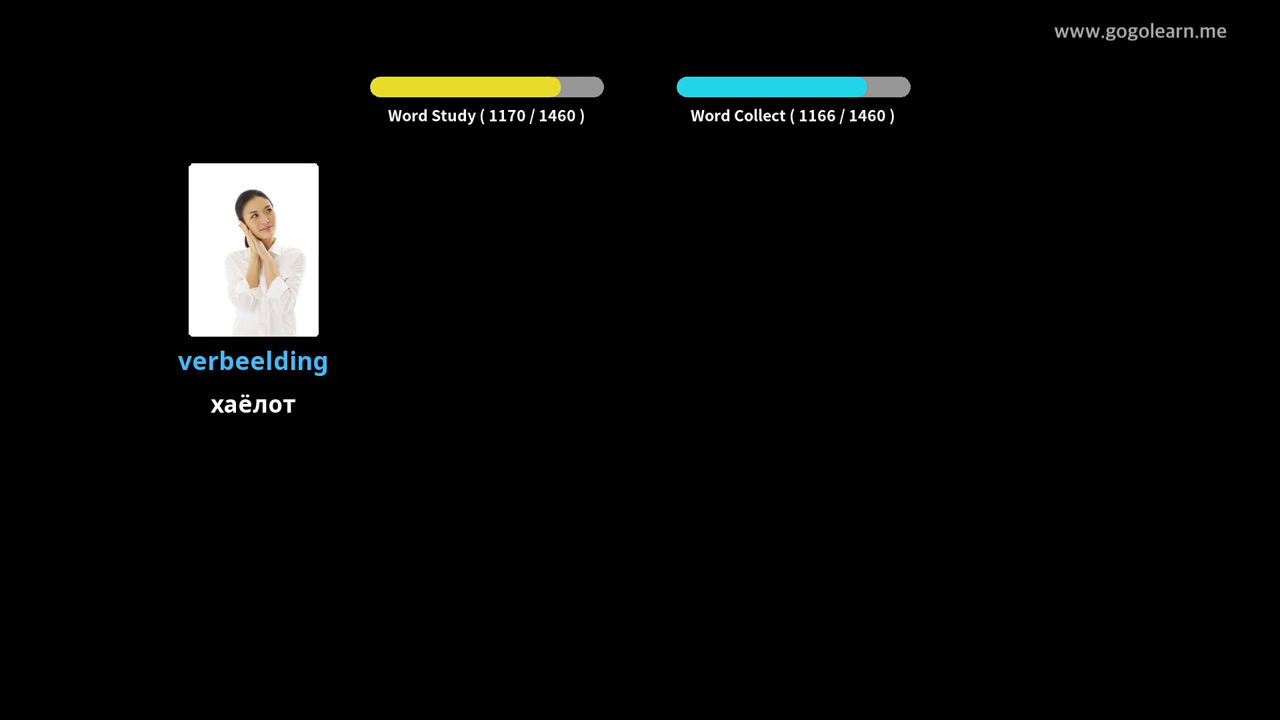 www.gogolearn.me
Word Study ( 1170 / 1460 )
Word Collect ( 1166 / 1460 )
verbeelding
хаёлот